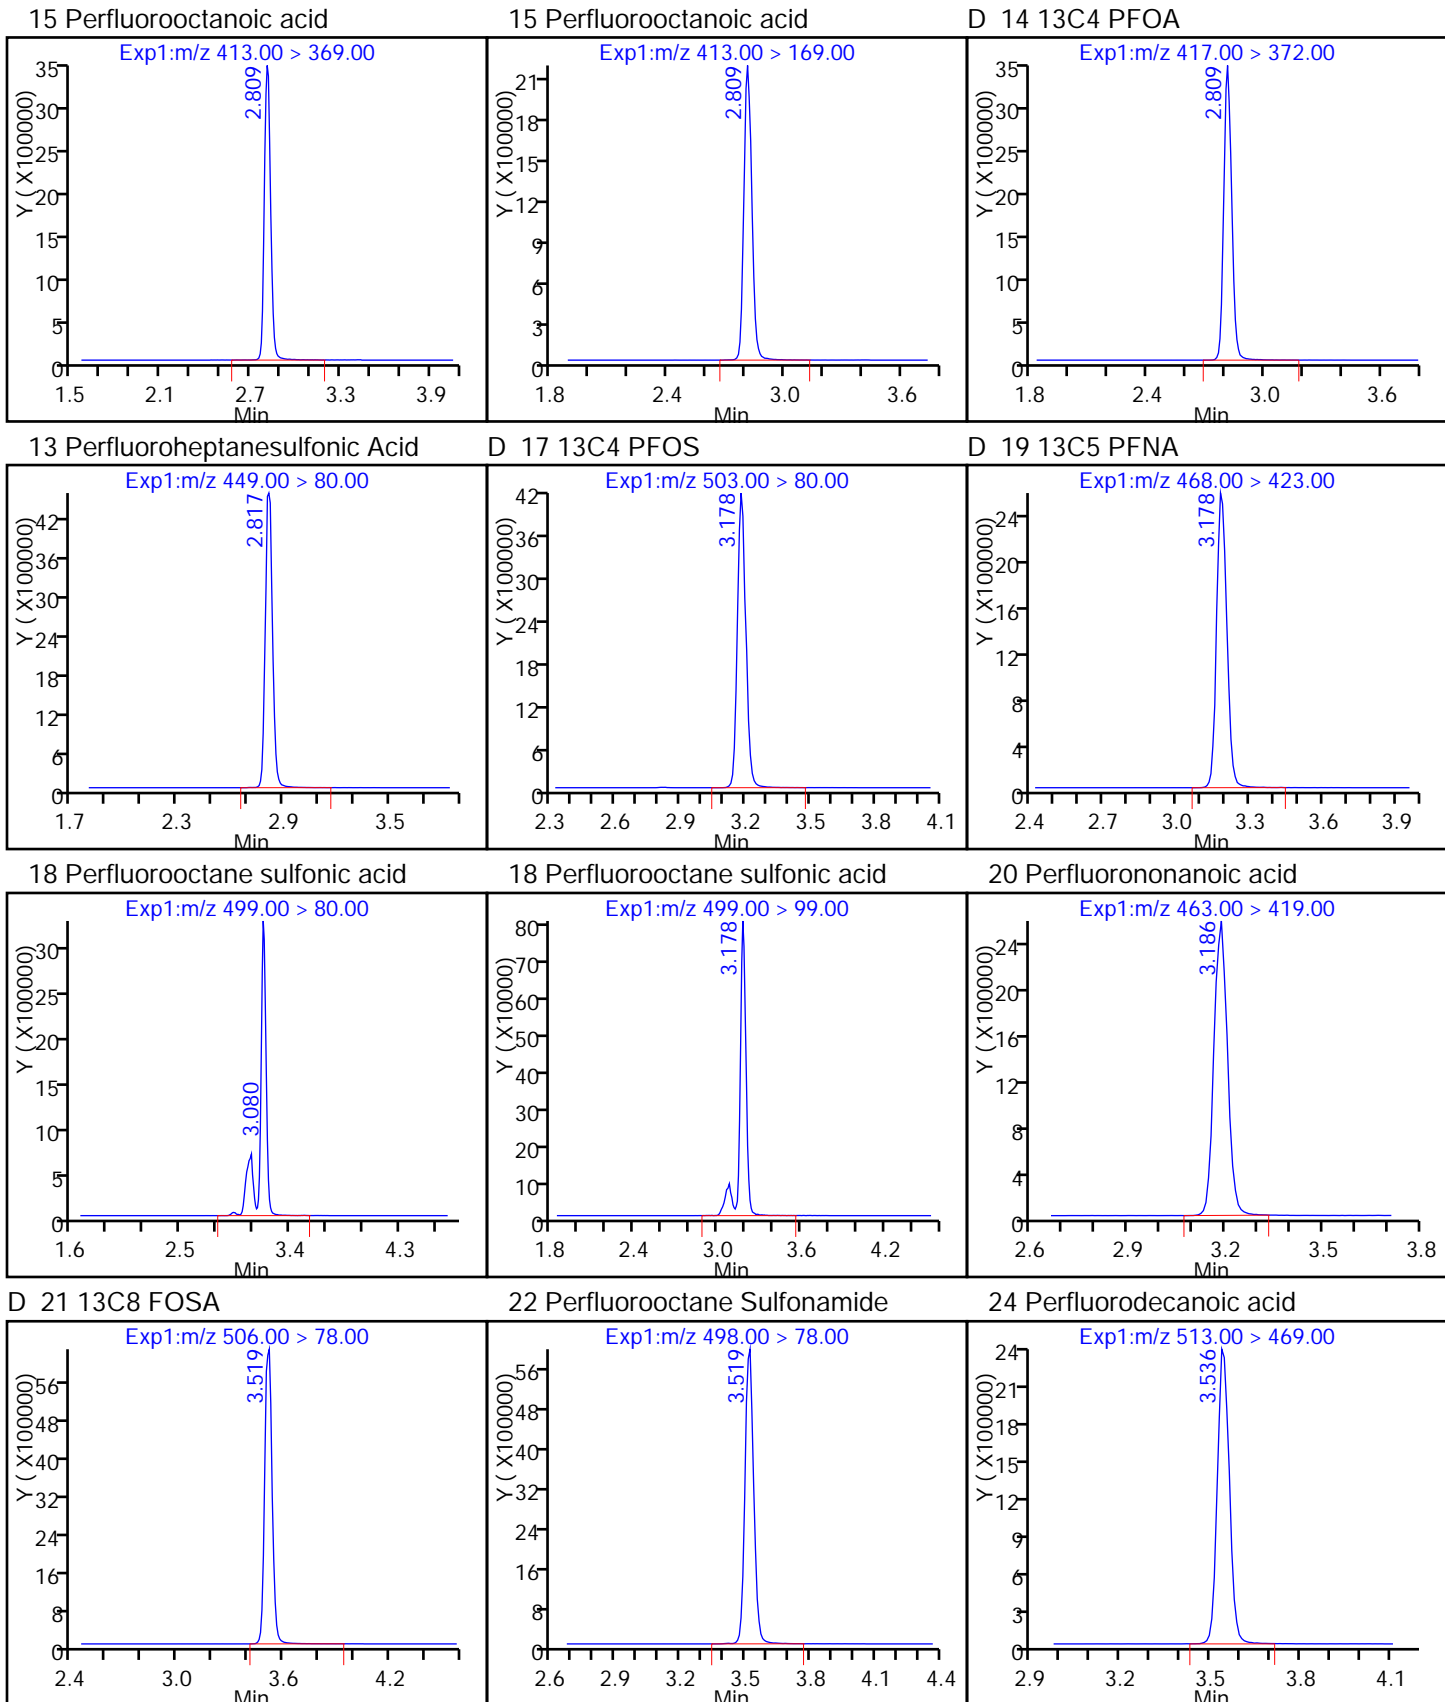 15 Perfluorooctanoic acid
Exp1:m/z 413.00 > 369.00
2.809
Y ( X100000)
35
30
25
20
15
10
5
0
1.5 2.1 2.7 3.3 3.9
Min
15 Perfluorooctanoic acid
Exp1:m/z 413.00 > 169.00
2.809
Y ( X100000)
21
18
15
12
9
6
3
0
1.8 2.4 3.0 3.6
Min
D 14 13C4 PFOA
Exp1:m/z 417.00 > 372.00
2.809
Y ( X100000)
35
30
25
20
15
10
5
0
1.8 2.4 3.0 3.6
Min
13 Perfluoroheptanesulfonic Acid
Exp1:m/z 449.00 > 80.00
2.817
Y ( X100000)
42
36
30
24
18
12
6
0
1.7 2.3 2.9 3.5
Min
D 17 13C4 PFOS
Exp1:m/z 503.00 > 80.00
3.178
Y ( X100000)
42
36
30
24
18
12
6
0
2.3 2.6 2.9 3.2 3.5 3.8 4.1
Min
D 19 13C5 PFNA
Exp1:m/z 468.00 > 423.00
3.178
Y ( X100000)
24
20
16
12
8
4
0
2.4 2.7 3.0 3.3 3.6 3.9
Min
18 Perfluorooctane sulfonic acid
Exp1:m/z 499.00 > 80.00
3.080
Y ( X100000)
30
25
20
15
10
5
0
1.6 2.5 3.4 4.3
Min
18 Perfluorooctane sulfonic acid
Exp1:m/z 499.00 > 99.00
3.178
Y ( X10000)
80
70
60
50
40
30
20
10
0
1.8 2.4 3.0 3.6 4.2
Min
20 Perfluorononanoic acid
Exp1:m/z 463.00 > 419.00
3.186
Y ( X100000)
24
20
16
12
8
4
0
2.6 2.9 3.2 3.5 3.8
Min
D 21 13C8 FOSA
Exp1:m/z 506.00 > 78.00
3.519
Y ( X100000)
56
48
40
32
24
16
8
0
2.4 3.0 3.6 4.2
Min
22 Perfluorooctane Sulfonamide
Exp1:m/z 498.00 > 78.00
3.519
Y ( X100000)
56
48
40
32
24
16
8
0
2.6 2.9 3.2 3.5 3.8 4.1 4.4
Min
24 Perfluorodecanoic acid
Exp1:m/z 513.00 > 469.00
3.536
Y ( X100000)
24
21
18
15
12
9
6
3
0
2.9 3.2 3.5 3.8 4.1
Min